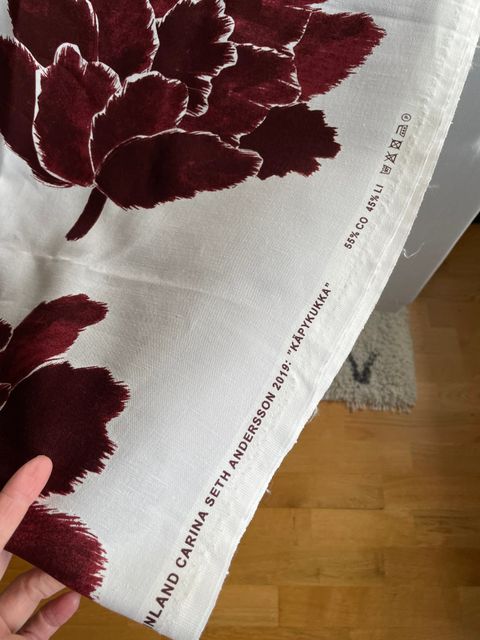 NLAND CARINA SETH ANDERSSON 2019: "KÄPYKUKKA"
55% CO 45% LI